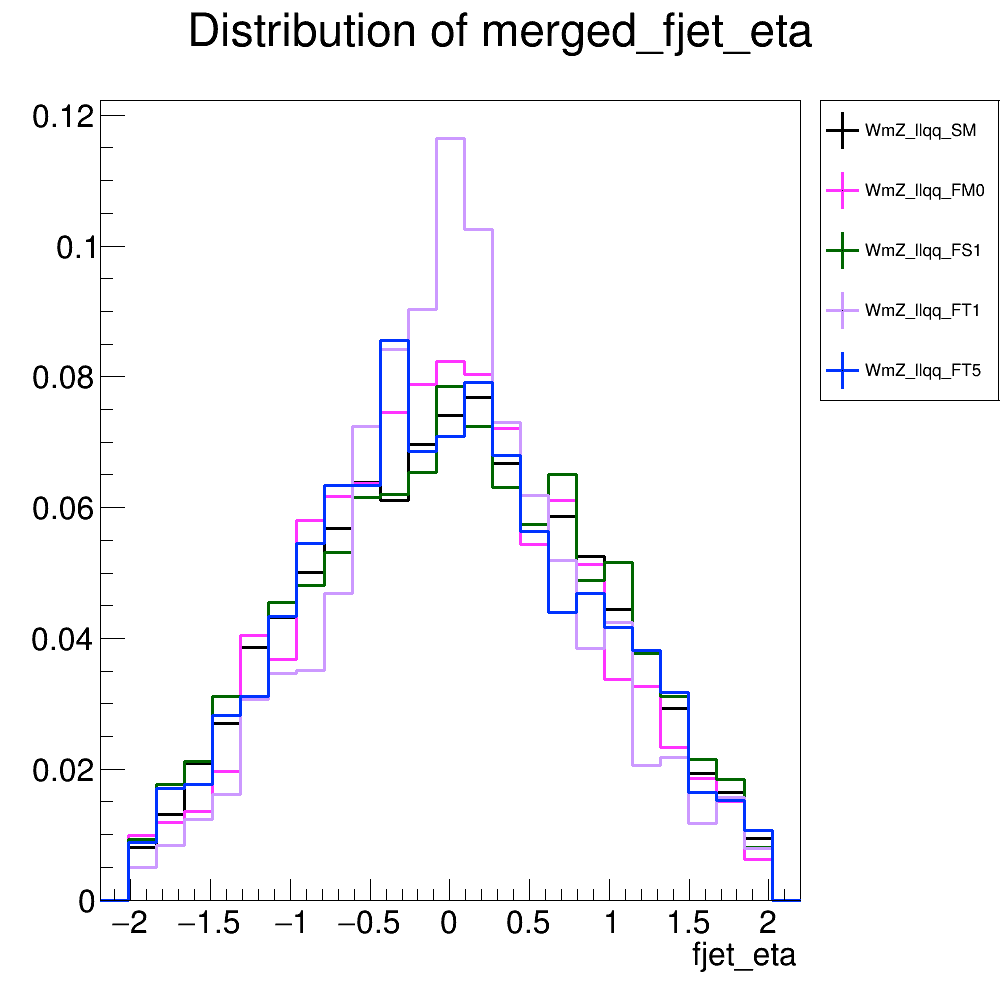 Distribution of merged_fjet_eta
0.12
0.1
0.08
0.06
0.04
0.02
0
−2 −1.5 −1 −0.5 0 0.5 1 1.5 2
fjet_eta
WmZ_llqq_SM
WmZ_llqq_FM0
WmZ_llqq_FS1
WmZ_llqq_FT1
WmZ_llqq_FT5